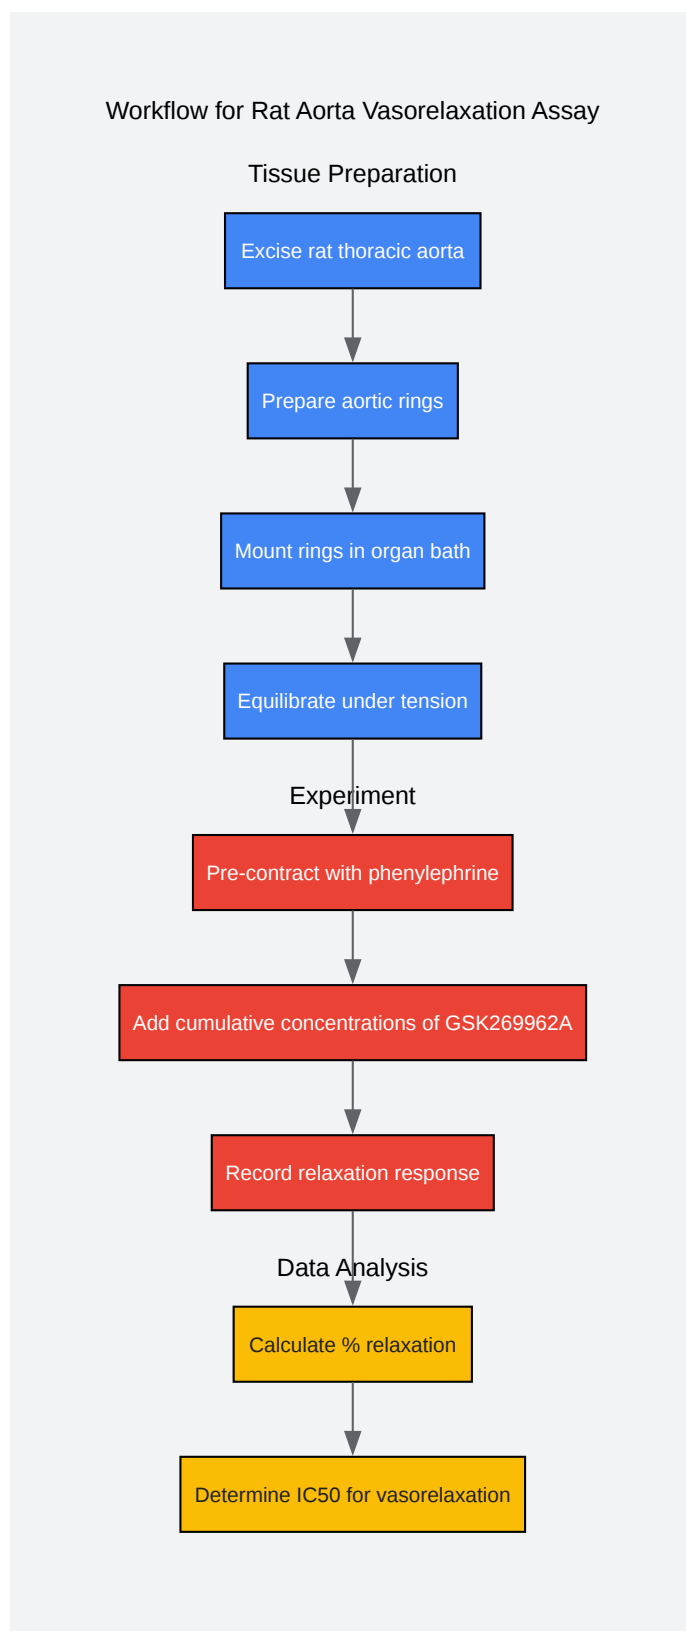 Workflow for Rat Aorta Vasorelaxation Assay
Tissue Preparation
Excise rat thoracic aorta
Prepare aortic rings
Mount rings in organ bath
Equilibrate under tension
Experiment
Pre-contract with phenylephrine
Add cumulative concentrations of GSK269962A
Record relaxation response
Data Analysis
Calculate % relaxation
Determine IC50 for vasorelaxation